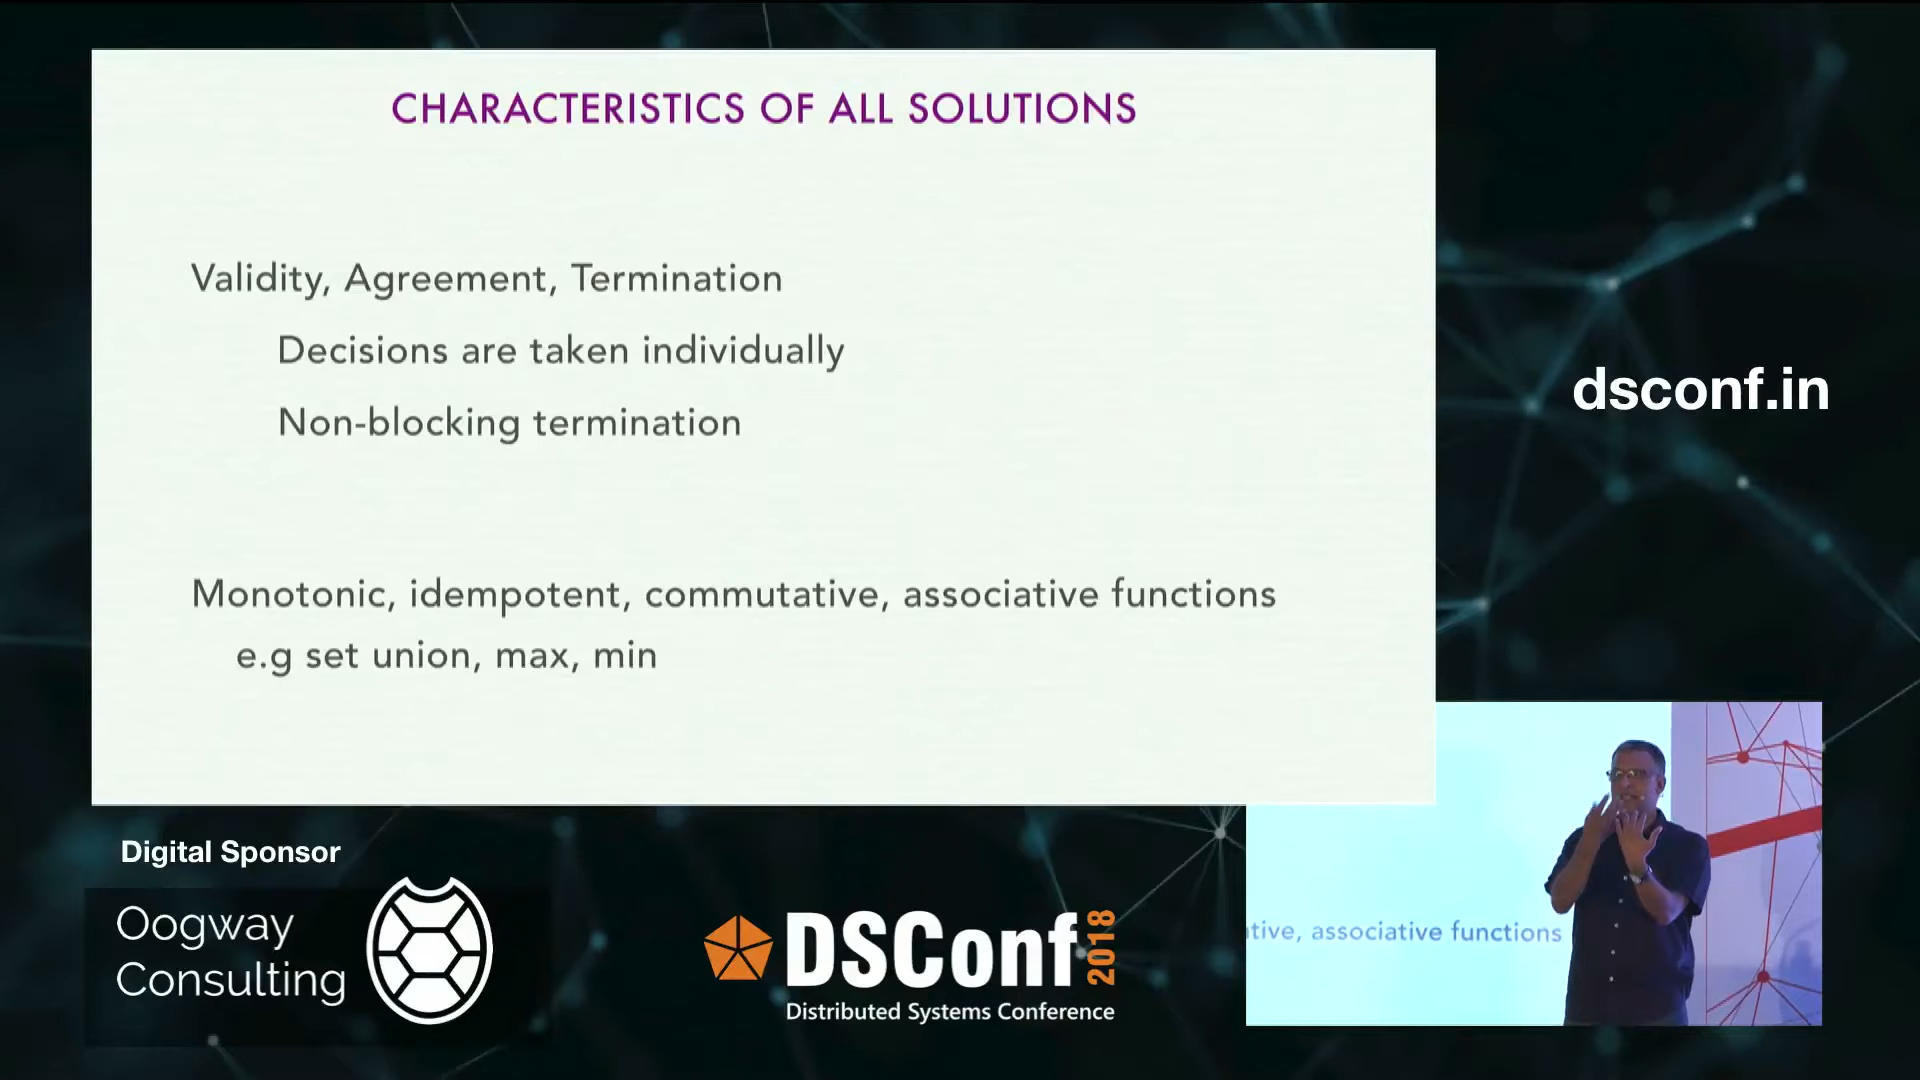 CHARACTERISTICS OF ALL SOLUTIONS
Validity, Agreement, Termination
Decisions are taken individually
Non-blocking termination
Monotonic, idempotent, commutative, associative functions
e.g set union, max, min
dsconf.in
Digital Sponsor
Oogway
Consulting
DSConf 2018
Distributed Systems Conference
tive, associative functions